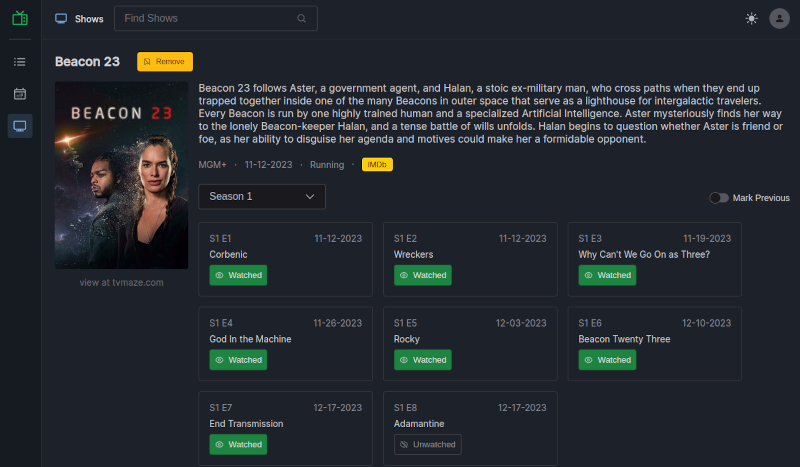 Shows
Find Shows
Beacon 23
Remove
BEACON 23
Beacon 23 follows Aster, a government agent, and Halan, a stoic ex-military man, who cross paths when they end up
trapped together inside one of the many Beacons in outer space that serve as a lighthouse for intergalactic travelers.
Every Beacon is run by one highly trained human and a specialized Artificial Intelligence. Aster mysteriously finds her way
to the lonely Beacon-keeper Halan, and a tense battle of wills unfolds. Halan begins to question whether Aster is friend or
foe, as her ability to disguise her agenda and motives could make her a formidable opponent.
MGM+ · 11-12-2023 · Running · IMDb
Season 1
Mark Previous
view at tvmaze.com
S1 E1 11-12-2023
Corbenic
Watched
S1 E2 11-12-2023
Wreckers
Watched
S1 E3 11-19-2023
Why Can't We Go On as Three?
Watched
S1 E4 11-26-2023
God In the Machine
Watched
S1 E5 12-03-2023
Rocky
Watched
S1 E6 12-10-2023
Beacon Twenty Three
Watched
S1 E7 12-17-2023
End Transmission
Watched
S1 E8 12-17-2023
Adamantine
Unwatched